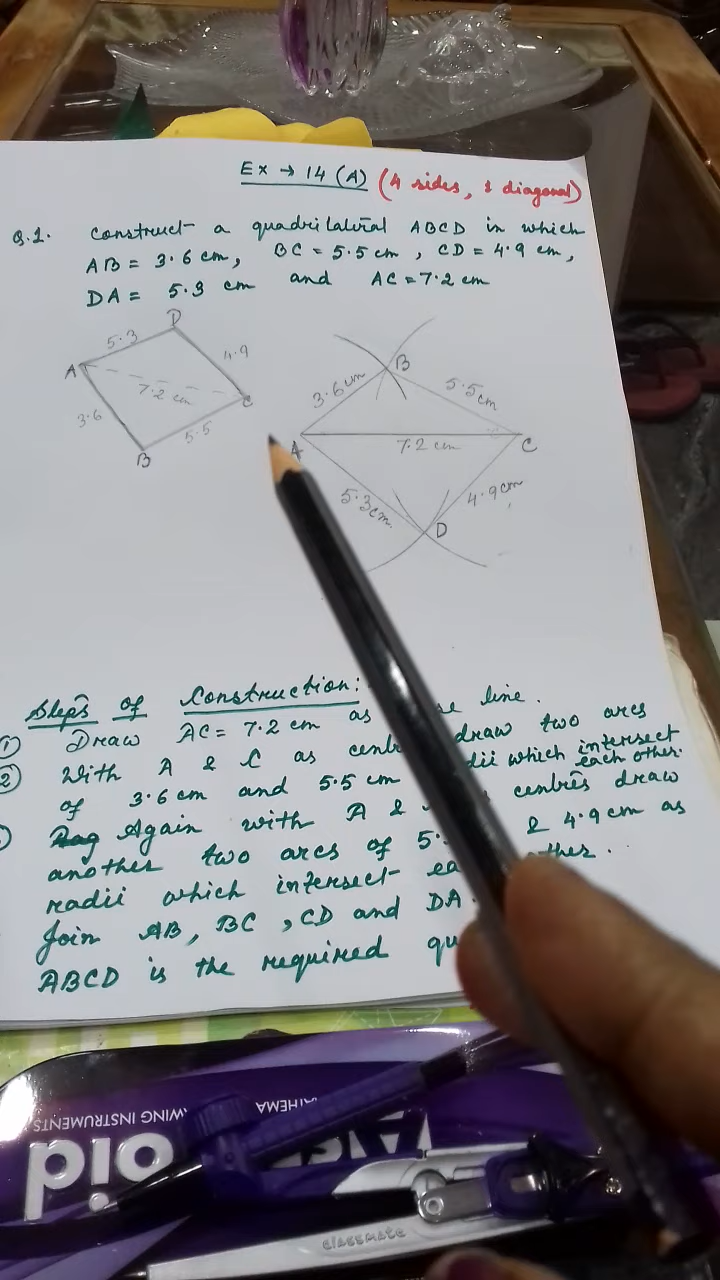 Ex → 14 (A) (4 sides, 1 diagonal)
Q.1. Construct a quadrilateral ABCD in which
AB = 3.6 cm, BC = 5.5 cm, CD = 4.9 cm,
DA = 5.3 cm and AC = 7.2 cm
D
5.3
4.9
A
7.2 cm
C
3.6
5.5
B
B
3.6 cm
5.5 cm
A
7.2 cm
C
5.3 cm
4.9 cm
D
Steps of Construction:
① Draw AC = 7.2 cm as line.
② With A & C as draw two arcs
of 3.6 cm and 5.5 cm which intersect
each other.
Again with A & centres draw
another two arcs of 5. & 4.9 cm as
radii which intersect
Join AB, BC, CD and DA.
ABCD is the required
WING INSTRUMENTS
oid
classmate